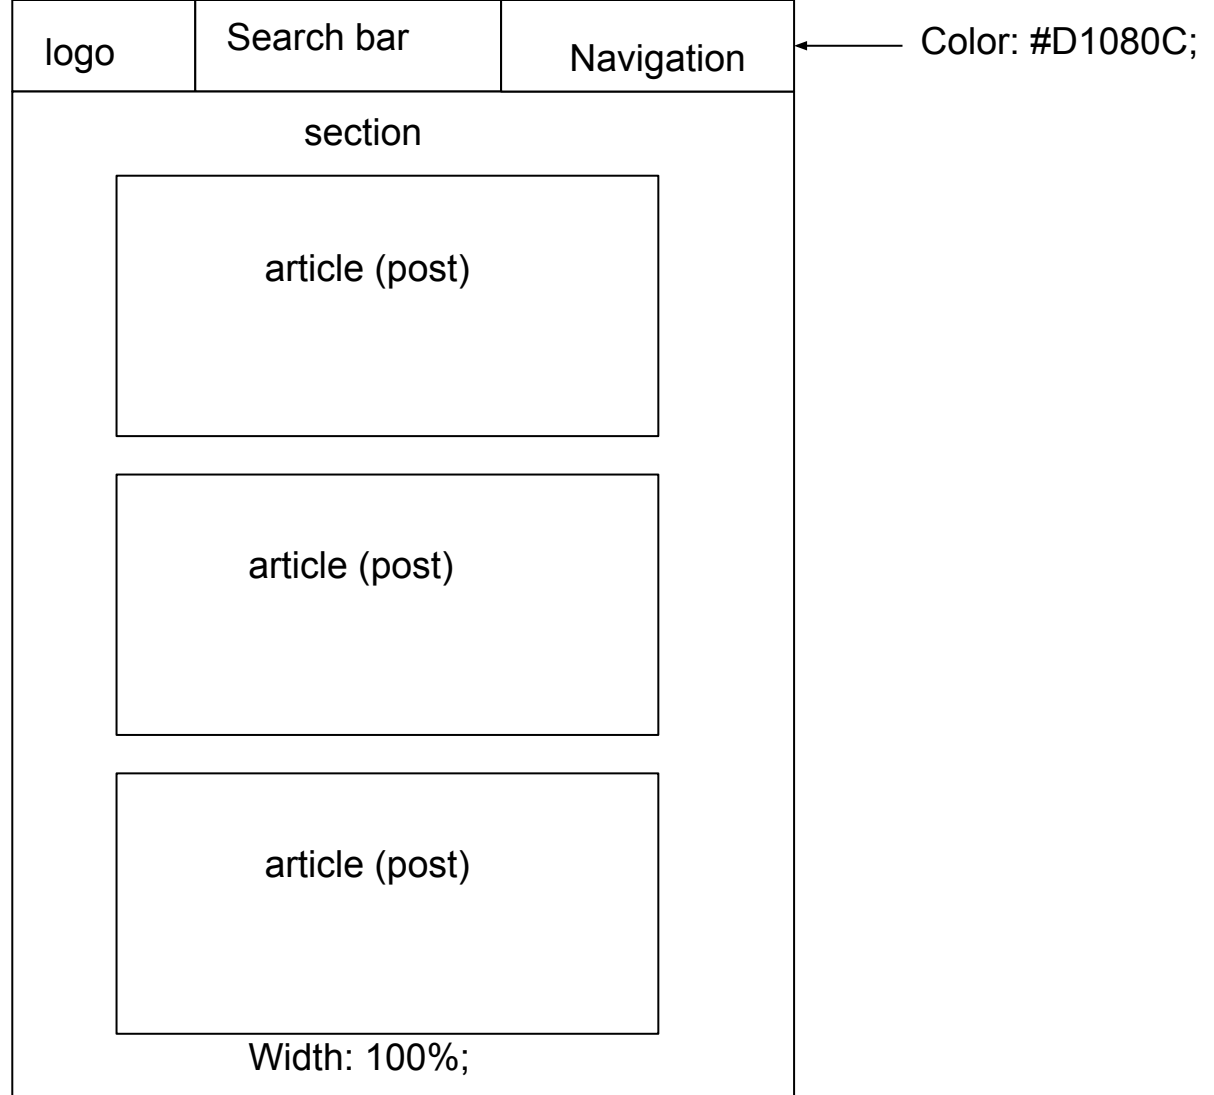 logo
Search bar
Navigation
Color: #D1080C;
section
article (post)
article (post)
article (post)
Width: 100%;